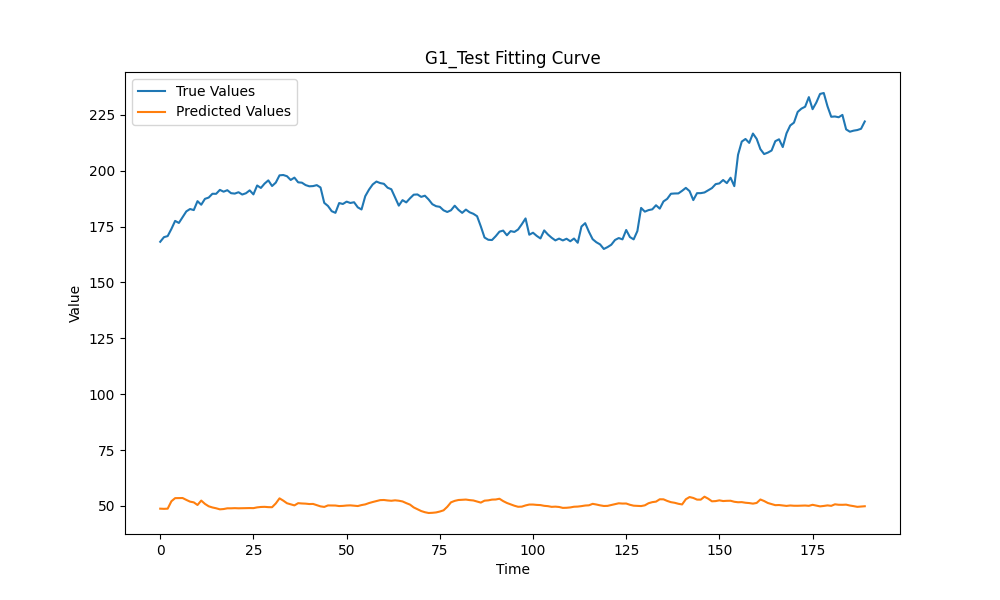 G1_Test Fitting Curve
True Values
Predicted Values
Value
225
200
175
150
125
100
75
50
0 25 50 75 100 125 150 175
Time